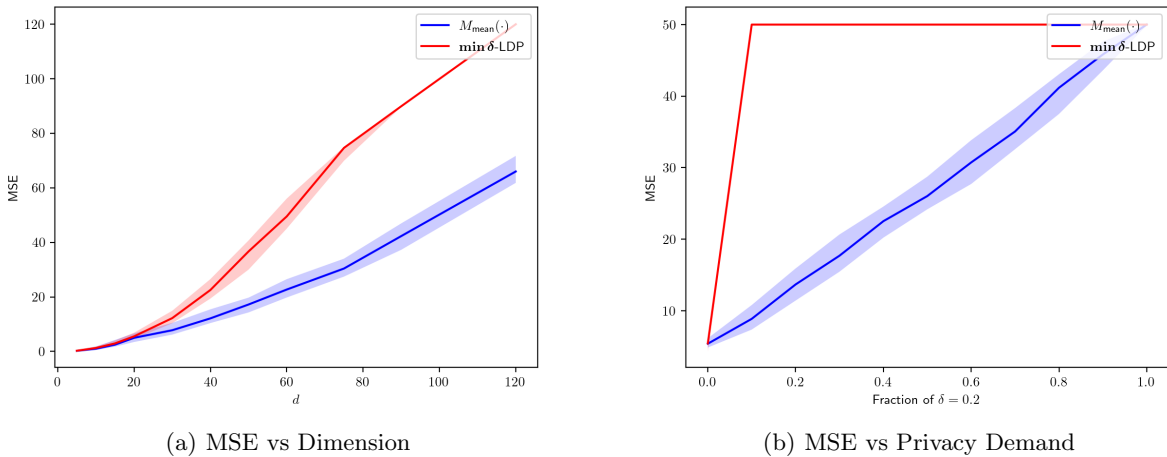 MSE
120
100
80
60
40
20
0
0 20 40 60 80 100 120
d
M_mean(·)
min δ-LDP
(a) MSE vs Dimension
MSE
50
40
30
20
10
0.0 0.2 0.4 0.6 0.8 1.0
Fraction of δ = 0.2
M_mean(·)
min δ-LDP
(b) MSE vs Privacy Demand